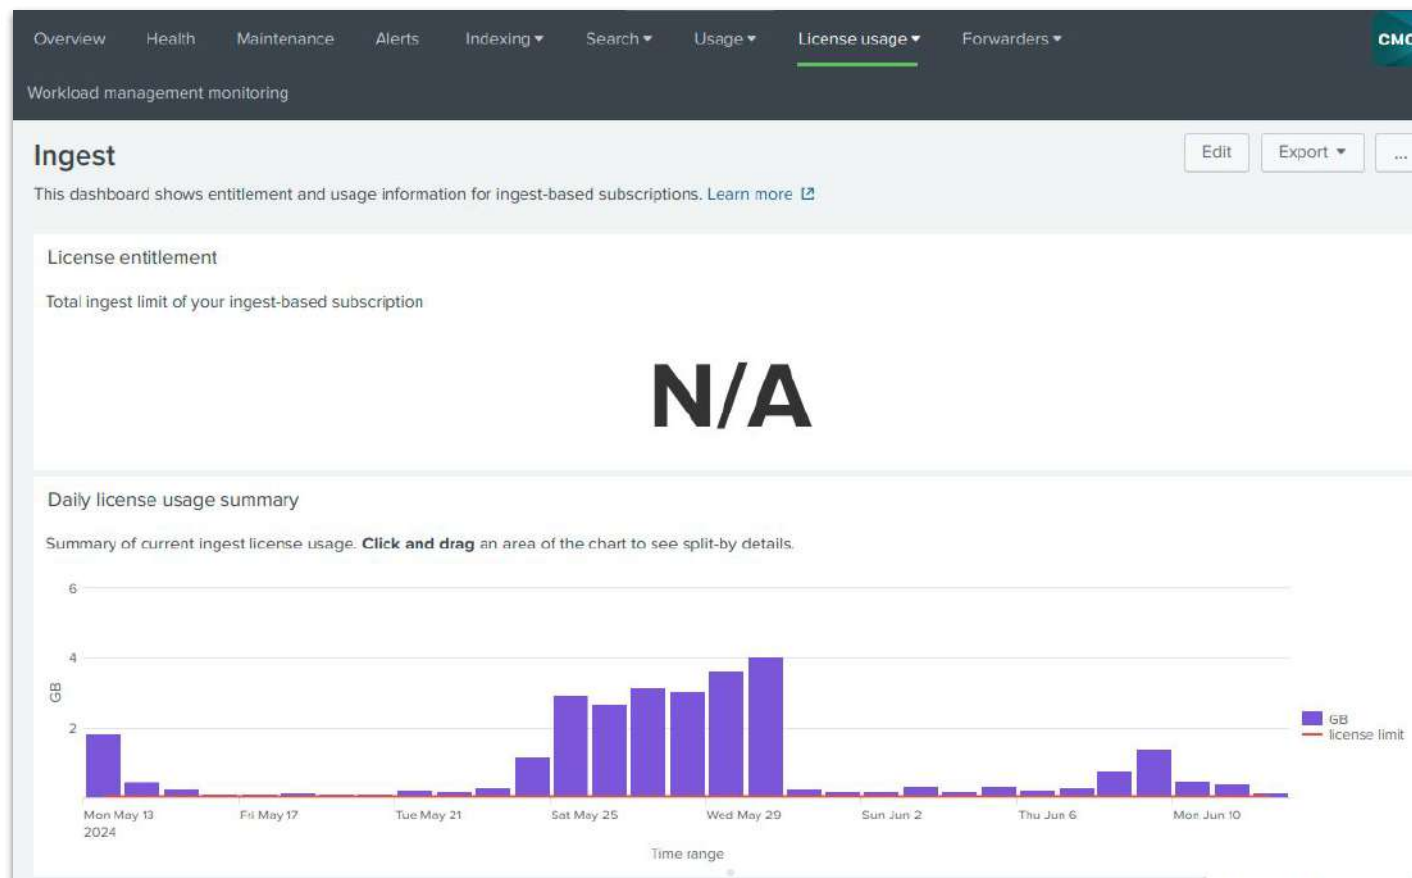 Overview Health Maintenance Alerts Indexing Search Usage License usage Forwarders
CMC
Workload management monitoring
Ingest
Edit Export ...
This dashboard shows entitlement and usage information for ingest-based subscriptions. Learn more
License entitlement
Total ingest limit of your ingest-based subscription
N/A
Daily license usage summary
Summary of current ingest license usage. Click and drag an area of the chart to see split-by details.
6
4
GB
2
GB
license limit
Mon May 13 Fri May 17 Tue May 21 Sat May 25 Wed May 29 Sun Jun 2 Thu Jun 6 Mon Jun 10
2024
Time range